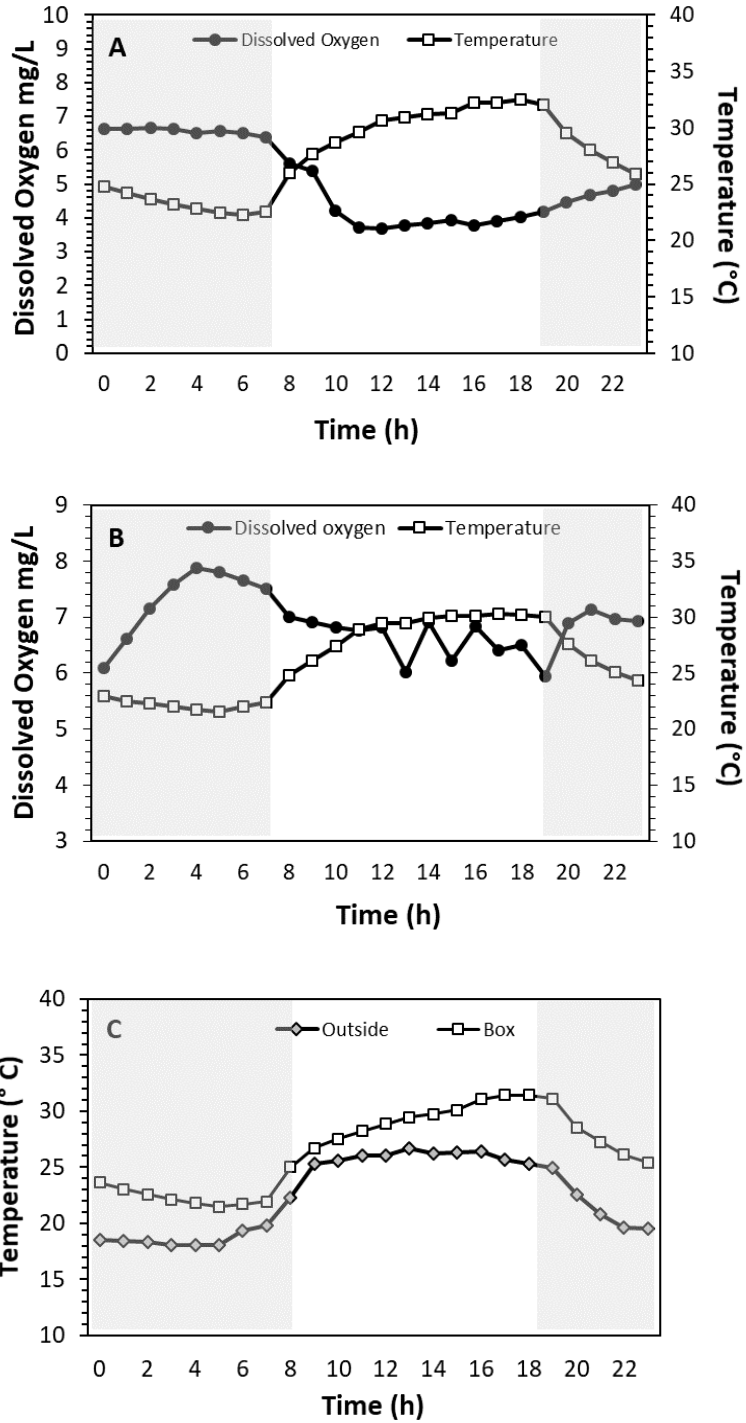 A
Dissolved Oxygen
Temperature
10
9
8
7
6
5
4
3
2
1
0
Dissolved Oxygen mg/L
40
35
30
25
20
15
10
Temperature (°C)
0 2 4 6 8 10 12 14 16 18 20 22
Time (h)
B
Dissolved oxygen
Temperature
9
8
7
6
5
4
3
Dissolved Oxygen mg/L
40
35
30
25
20
15
10
Temperature (°C)
0 2 4 6 8 10 12 14 16 18 20 22
Time (h)
C
Outside
Box
40
35
30
25
20
15
10
Temperature (° C)
0 2 4 6 8 10 12 14 16 18 20 22
Time (h)